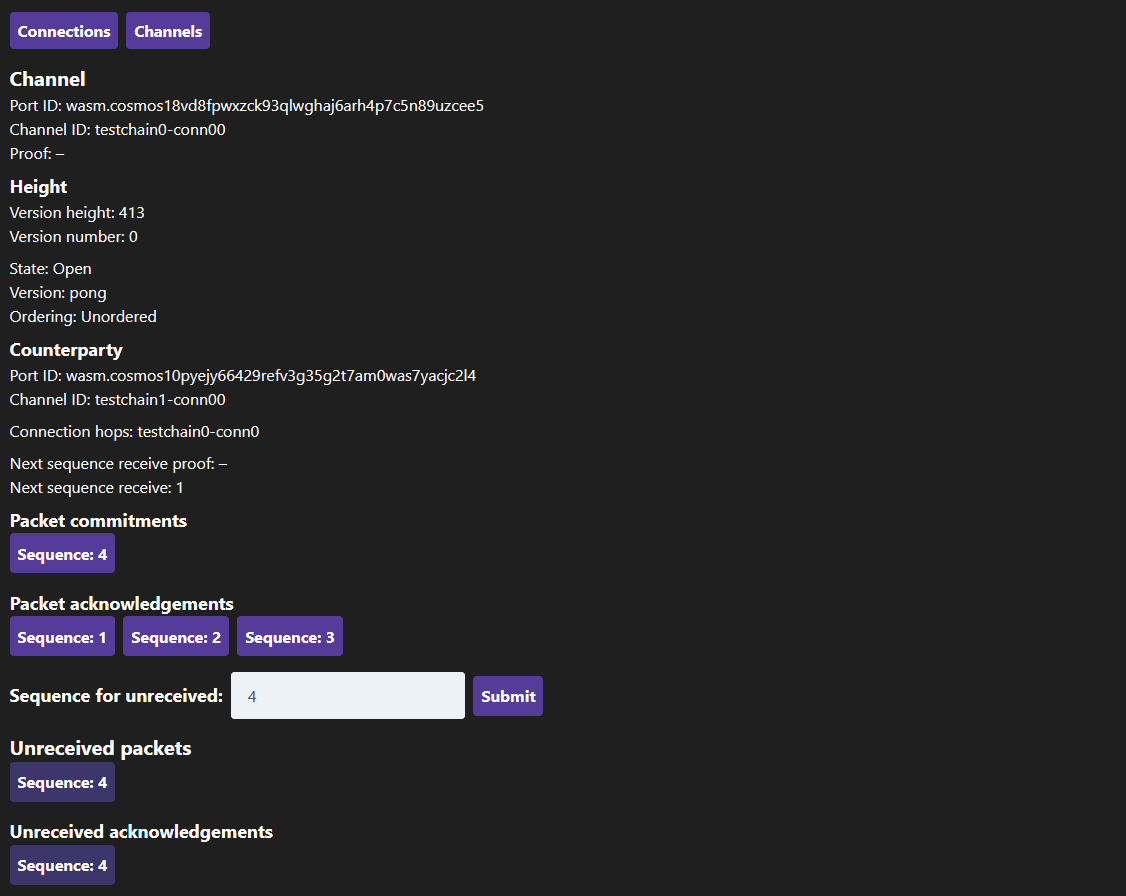 Connections Channels
Channel
Port ID: wasm.cosmos18vd8fpwxzck93qlwghaj6arh4p7c5n89uzcee5
Channel ID: testchain0-conn00
Proof: –
Height
Version height: 413
Version number: 0
State: Open
Version: pong
Ordering: Unordered
Counterparty
Port ID: wasm.cosmos10pyejy66429refv3g35g2t7am0was7yacjc2l4
Channel ID: testchain1-conn00
Connection hops: testchain0-conn0
Next sequence receive proof: –
Next sequence receive: 1
Packet commitments
Sequence: 4
Packet acknowledgements
Sequence: 1 Sequence: 2 Sequence: 3
Sequence for unreceived: 4 Submit
Unreceived packets
Sequence: 4
Unreceived acknowledgements
Sequence: 4